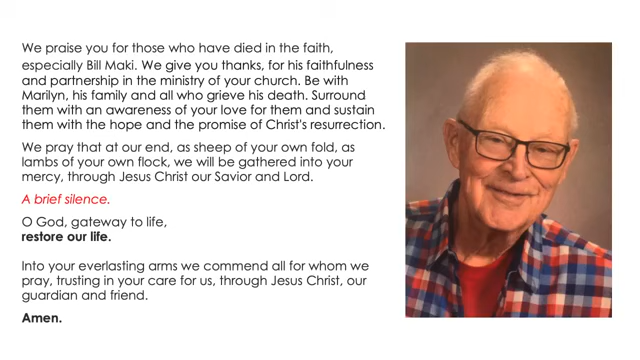 We praise you for those who have died in the faith,
especially Bill Maki. We give you thanks, for his faithfulness
and partnership in the ministry of your church. Be with
Marilyn, his family and all who grieve his death. Surround
them with an awareness of your love for them and sustain
them with the hope and the promise of Christ's resurrection.
We pray that at our end, as sheep of your own fold, as
lambs of your own flock, we will be gathered into your
mercy, through Jesus Christ our Savior and Lord.
A brief silence.
O God, gateway to life,
restore our life.
Into your everlasting arms we commend all for whom we
pray, trusting in your care for us, through Jesus Christ, our
guardian and friend.
Amen.